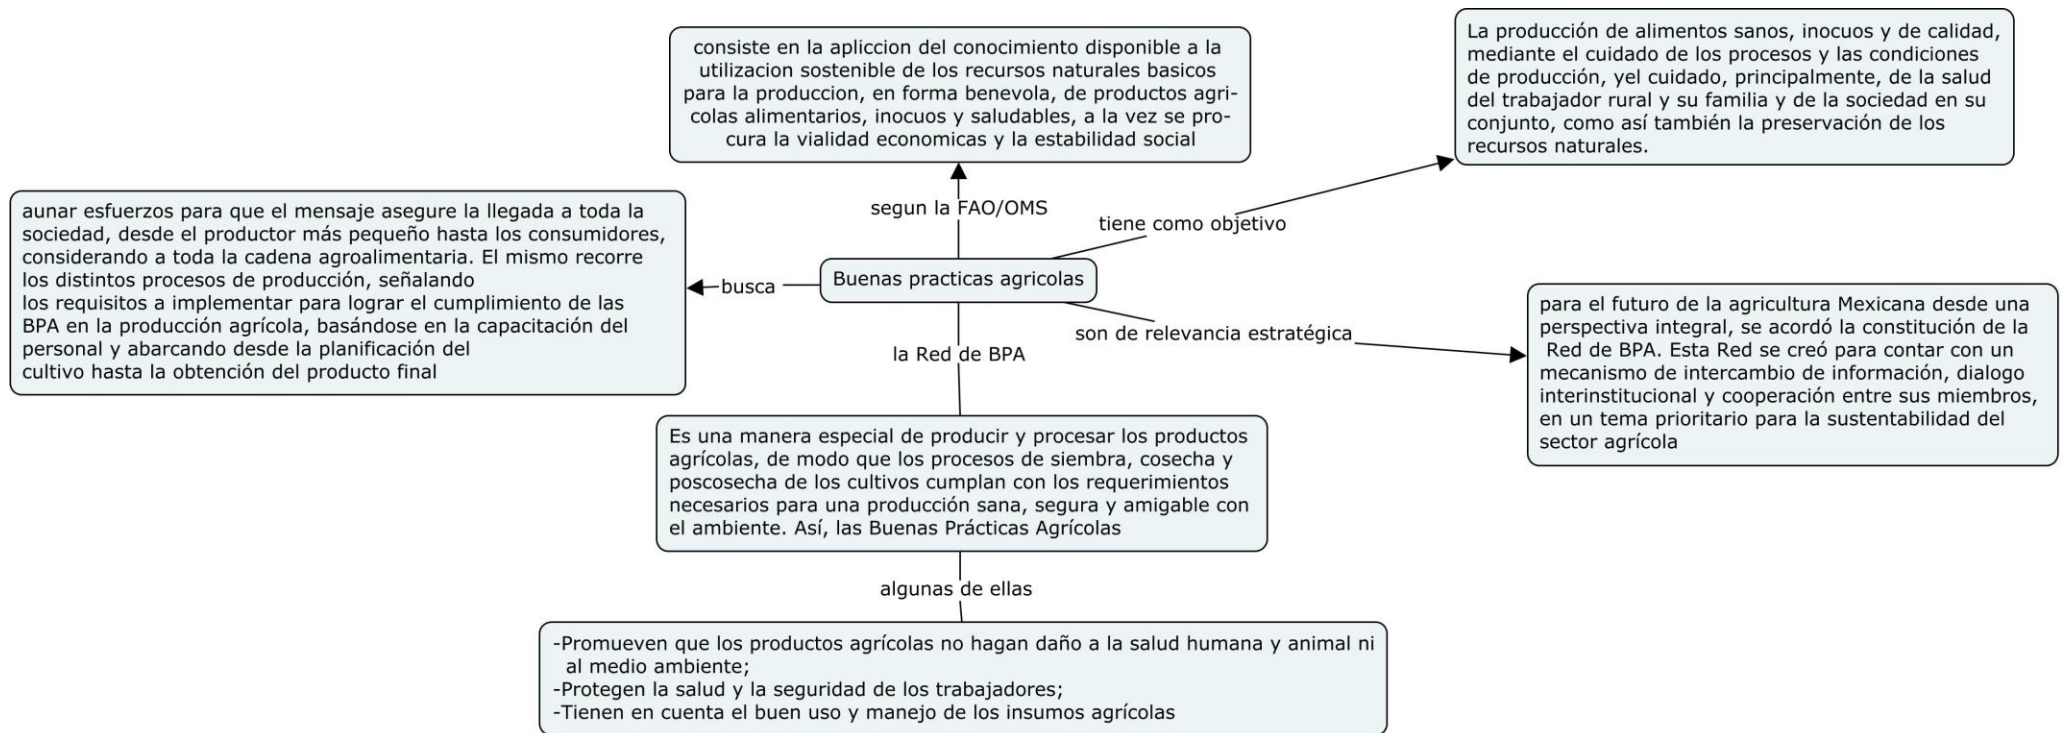 consiste en la apliccion del conocimiento disponible a la
utilizacion sostenible de los recursos naturales basicos
para la produccion, en forma benevola, de productos agri-
colas alimentarios, inocuos y saludables, a la vez se pro-
cura la vialidad economicas y la estabilidad social
La producción de alimentos sanos, inocuos y de calidad,
mediante el cuidado de los procesos y las condiciones
de producción, yel cuidado, principalmente, de la salud
del trabajador rural y su familia y de la sociedad en su
conjunto, como así también la preservación de los
recursos naturales.
segun la FAO/OMS
tiene como objetivo
aunar esfuerzos para que el mensaje asegure la llegada a toda la
sociedad, desde el productor más pequeño hasta los consumidores,
considerando a toda la cadena agroalimentaria. El mismo recorre
los distintos procesos de producción, señalando
los requisitos a implementar para lograr el cumplimiento de las
BPA en la producción agrícola, basándose en la capacitación del
personal y abarcando desde la planificación del
cultivo hasta la obtención del producto final
busca
Buenas practicas agricolas
son de relevancia estratégica
para el futuro de la agricultura Mexicana desde una
perspectiva integral, se acordó la constitución de la
Red de BPA. Esta Red se creó para contar con un
mecanismo de intercambio de información, dialogo
interinstitucional y cooperación entre sus miembros,
en un tema prioritario para la sustentabilidad del
sector agrícola
la Red de BPA
Es una manera especial de producir y procesar los productos
agrícolas, de modo que los procesos de siembra, cosecha y
poscosecha de los cultivos cumplan con los requerimientos
necesarios para una producción sana, segura y amigable con
el ambiente. Así, las Buenas Prácticas Agrícolas
algunas de ellas
-Promueven que los productos agrícolas no hagan daño a la salud humana y animal ni
al medio ambiente;
-Protegen la salud y la seguridad de los trabajadores;
-Tienen en cuenta el buen uso y manejo de los insumos agrícolas